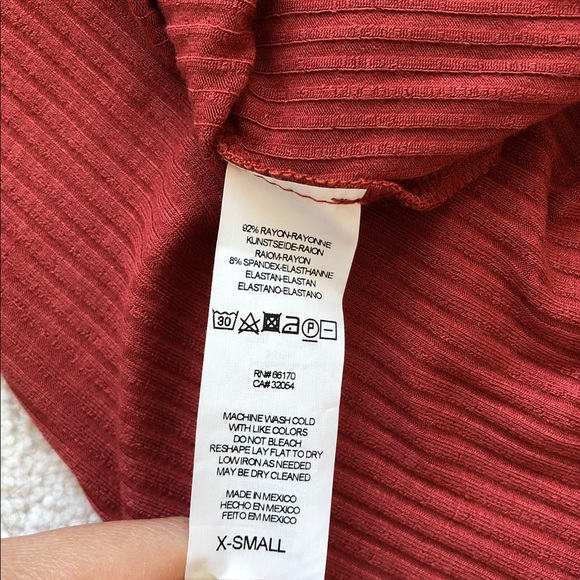 92% RAYON-RAYONNE
KUNSTSEIDE-RAION
RAIOM-RAYON
8% SPANDEX-ELASTHANNE
ELASTAN-ELASTAN
ELASTANO-ELASTANO
30 P
RN# 66170
CA# 32054
MACHINE WASH COLD
WITH LIKE COLORS
DO NOT BLEACH
RESHAPE LAY FLAT TO DRY
LOW IRON AS NEEDED
MAY BE DRY CLEANED
MADE IN MEXICO
HECHO EN MEXICO
FEITO EM MEXICO
X-SMALL